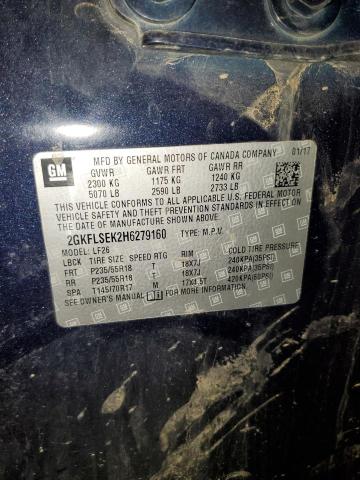 GM
MFD BY GENERAL MOTORS OF CANADA COMPANY 01/17
GVWR GAWR FRT GAWR RR
2300 KG 1175 KG 1240 KG
5070 LB 2590 LB 2733 LB
THIS VEHICLE CONFORMS TO ALL APPLICABLE U.S. FEDERAL MOTOR
VEHICLE SAFETY, BUMPER, AND THEFT PREVENTION STANDARDS IN EFFECT ON
THE DATE OF MANUFACTURE SHOWN ABOVE.
2GKFLSEK2H6279160 TYPE: M.P.V.
MODEL: LF26
LBCK TIRE SIZE SPEED RTG RIM COLD TIRE PRESSURE
FRT P235/55R18 T 18X7J 240KPA(35PSI)
RR P235/55R18 T 18X7J 240KPA(35PSI)
SPA T145/70R17 M 17X4.5T 420KPA(60PSI)
SEE OWNER'S MANUAL FOR ADDITIONAL INFORMATION